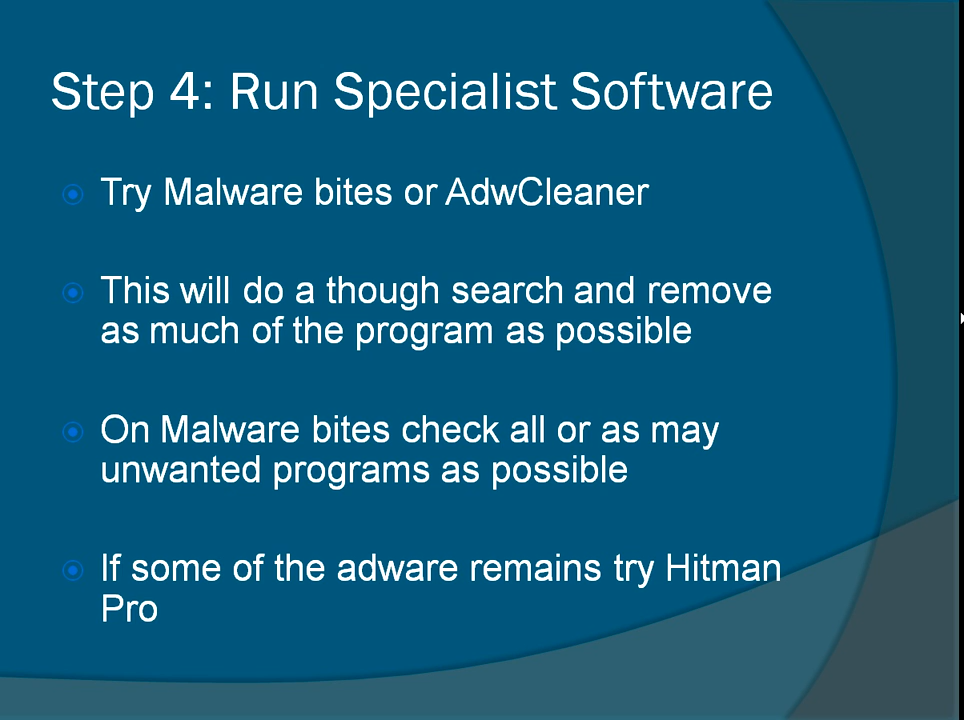 Step 4: Run Specialist Software
Try Malware bites or AdwCleaner
This will do a though search and remove
as much of the program as possible
On Malware bites check all or as may
unwanted programs as possible
If some of the adware remains try Hitman
Pro